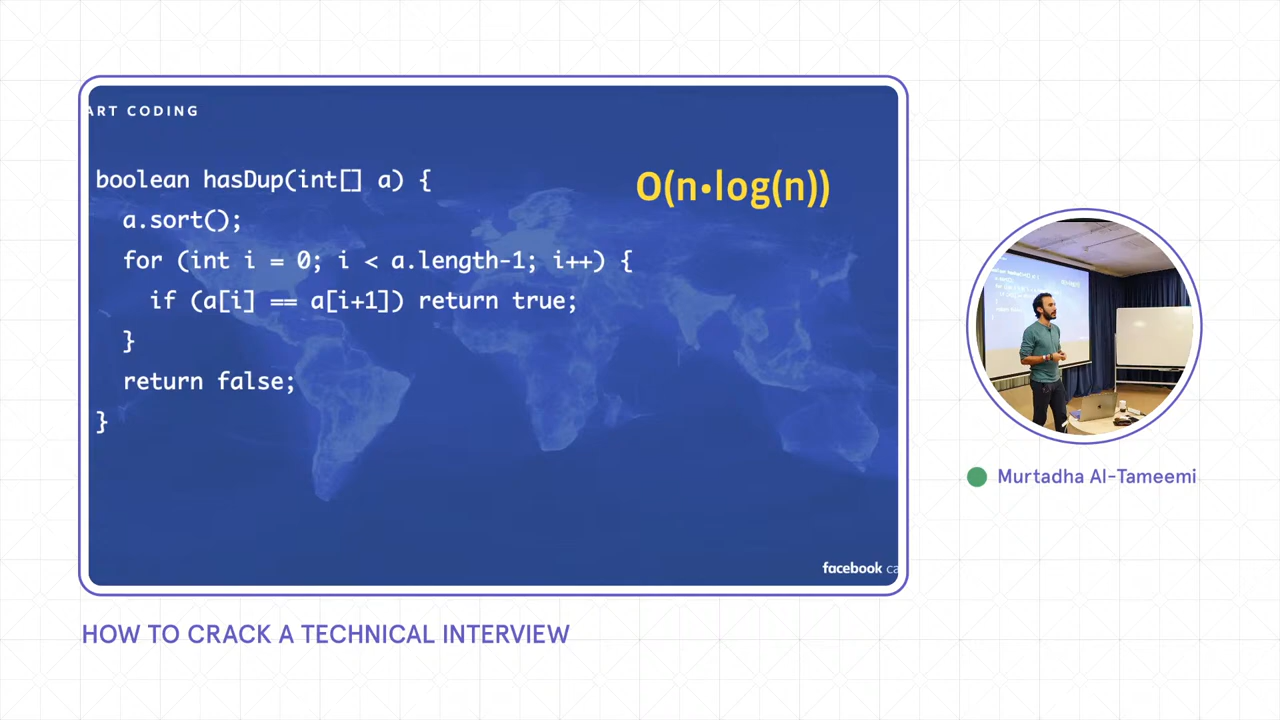 ART CODING
boolean hasDup(int[] a) {
O(n•log(n))
a.sort();
for (int i = 0; i < a.length-1; i++) {
if (a[i] == a[i+1]) return true;
}
return false;
}
facebook ca
Murtadha Al-Tameemi
HOW TO CRACK A TECHNICAL INTERVIEW